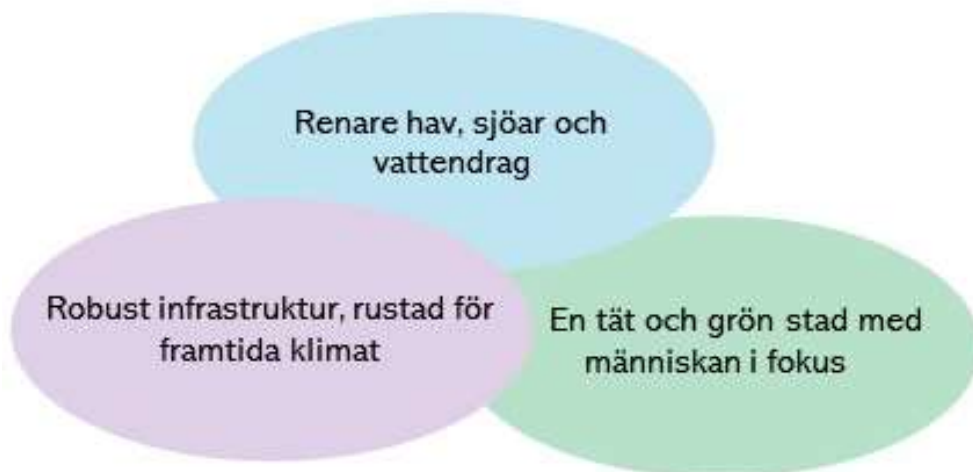 Renare hav, sjöar och
vattendrag
Robust infrastruktur, rustad för
framtida klimat
En tät och grön stad med
människan i fokus